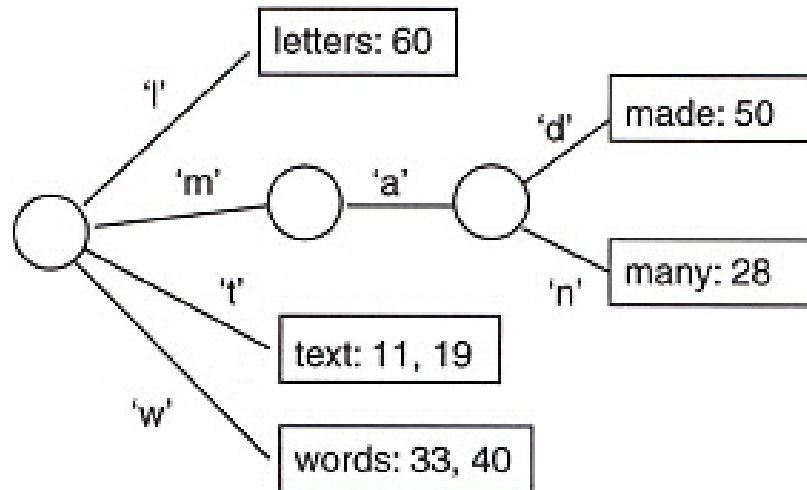 letters: 60
'l'
made: 50
'd'
'm'
'a'
many: 28
'n'
't'
text: 11, 19
'w'
words: 33, 40